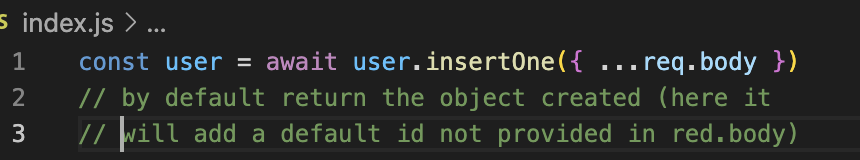 index.js > ...
1 const user = await user.insertOne({ ...req.body })
2 // by default return the object created (here it
3 // will add a default id not provided in red.body)